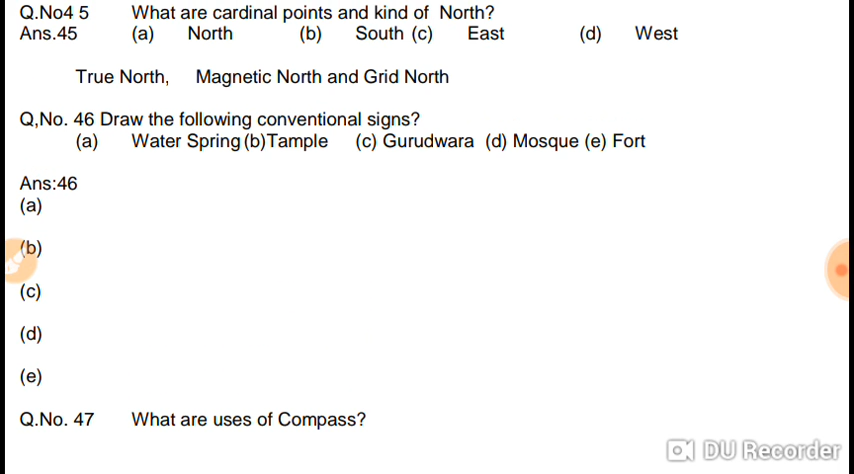 Q.No4 5 What are cardinal points and kind of North?
Ans.45 (a) North (b) South (c) East (d) West
True North, Magnetic North and Grid North
Q,No. 46 Draw the following conventional signs?
(a) Water Spring (b)Tample (c) Gurudwara (d) Mosque (e) Fort
Ans:46
(a)
(b)
(c)
(d)
(e)
Q.No. 47 What are uses of Compass?
DU Recorder